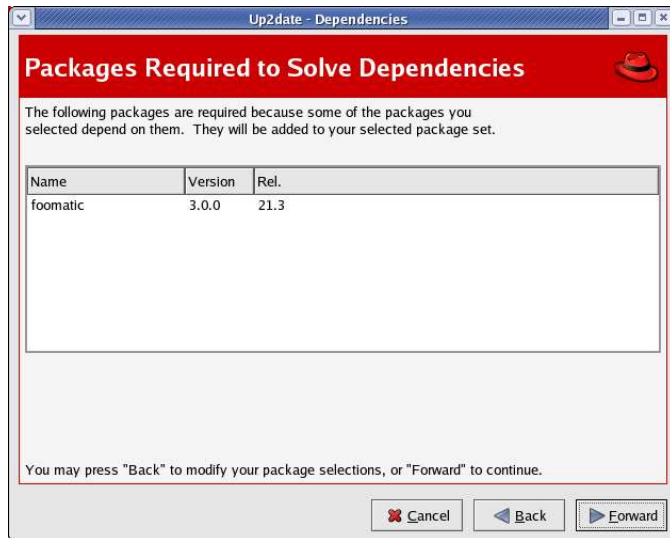 Up2date - Dependencies
Packages Required to Solve Dependencies
The following packages are required because some of the packages you
selected depend on them. They will be added to your selected package set.
Name Version Rel.
foomatic 3.0.0 21.3
You may press "Back" to modify your package selections, or "Forward" to continue.
Cancel Back Forward